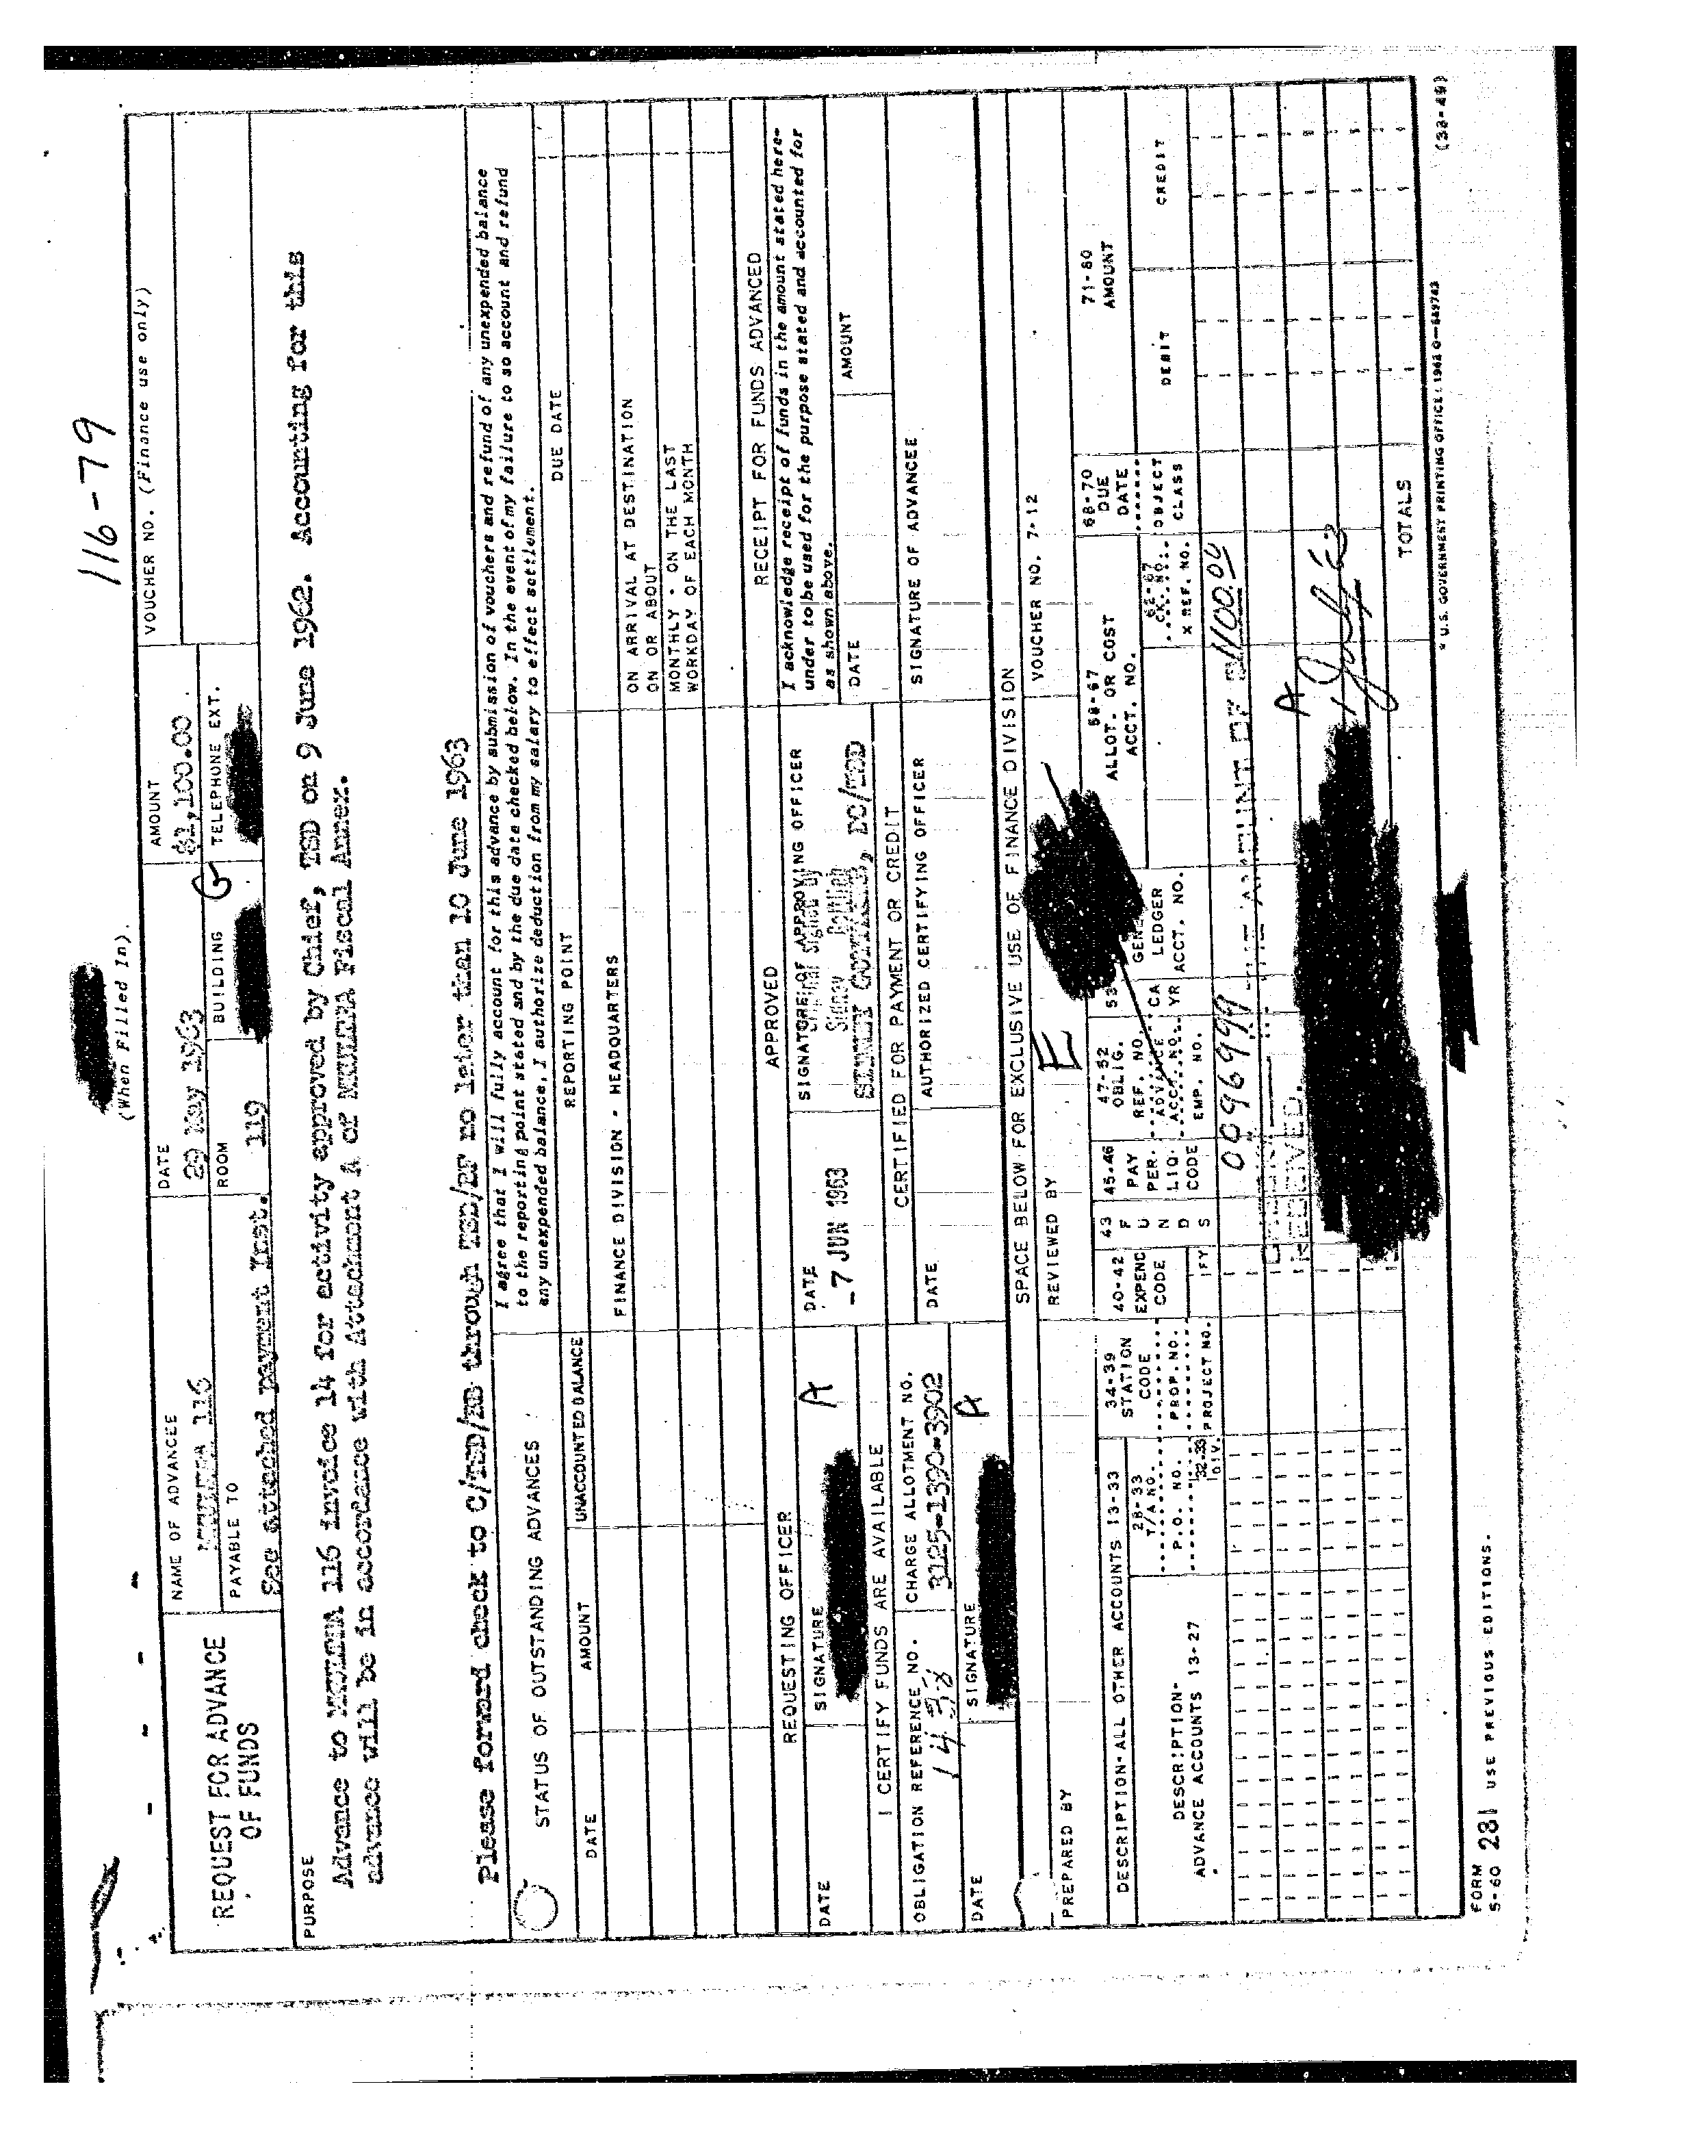 116-79
(When Filled In)
REQUEST FOR ADVANCE
OF FUNDS
NAME OF ADVANCEE
MKULTRA 116
DATE
29 May 1963
AMOUNT
$1,100.00
VOUCHER NO. (Finance use only)
PAYABLE TO
See attached payment Inst.
ROOM
119
BUILDING
G
TELEPHONE EXT.
PURPOSE
Advance to MKULTRA 116 invoice 14 for activity approved by Chief, TSD on 9 June 1962. Accounting for this
advance will be in accordance with Attachment A of MKULTRA Fiscal Annex.
Please forward check to C/TSD/BB through TSD/BF no later than 10 June 1963
STATUS OF OUTSTANDING ADVANCES
I agree that I will fully account for this advance by submission of vouchers and refund of any unexpended balance
to the reporting point stated and by the due date checked below. In the event of my failure to so account and refund
any unexpended balance, I authorize deduction from my salary to effect settlement.
DATE
AMOUNT
UNACCOUNTED BALANCE
REPORTING POINT
DUE DATE
FINANCE DIVISION - HEADQUARTERS
ON ARRIVAL AT DESTINATION
ON OR ABOUT
MONTHLY - ON THE LAST
WORKDAY OF EACH MONTH
REQUESTING OFFICER
APPROVED
RECEIPT FOR FUNDS ADVANCED
DATE
SIGNATURE
A
DATE
-7 JUN 1963
SIGNATURE OF APPROVING OFFICER
Original Signed By
Sidney Gottlieb
SIDNEY GOTTLIEB, DC/TSD
I acknowledge receipt of funds in the amount stated here-
under to be used for the purpose stated and accounted for
as shown above.
DATE
AMOUNT
I CERTIFY FUNDS ARE AVAILABLE
CERTIFIED FOR PAYMENT OR CREDIT
OBLIGATION REFERENCE NO.
CHARGE ALLOTMENT NO.
3125-1390-3902
DATE
AUTHORIZED CERTIFYING OFFICER
SIGNATURE OF ADVANCEE
DATE
SIGNATURE
A
SPACE BELOW FOR EXCLUSIVE USE OF FINANCE DIVISION
PREPARED BY
REVIEWED BY
E
VOUCHER NO. 7-12
DESCRIPTION-ALL OTHER ACCOUNTS 13-33
DESCRIPTION-
ADVANCE ACCOUNTS 13-27
28-33
T/A NO.
P.O. NO.
32-33
DIV.
34-39
STATION
CODE
PROP. NO.
PROJECT NO.
40-42
EXPEND
CODE
FY
43
F
U
N
D
S
45-46
PAY
PER.
LIQ.
CODE
47-52
OBLIG.
REF. NO.
ADVANCE
ACCT. NO.
EMP. NO.
53
CA
YR
LEDGER
ACCT. NO.
58-67
ALLOT. OR COST
ACCT. NO.
62-67
CK. NO.
X REF. NO.
68-70
DUE
DATE
OBJECT
CLASS
71-80
AMOUNT
DEBIT
CREDIT
THE AMOUNT OF $ 1100.00
RECEIVED.
A
TOTALS
FORM
5-60
281
USE PREVIOUS EDITIONS.
* U.S. GOVERNMENT PRINTING OFFICE: 1962 O—649743
(33-49)